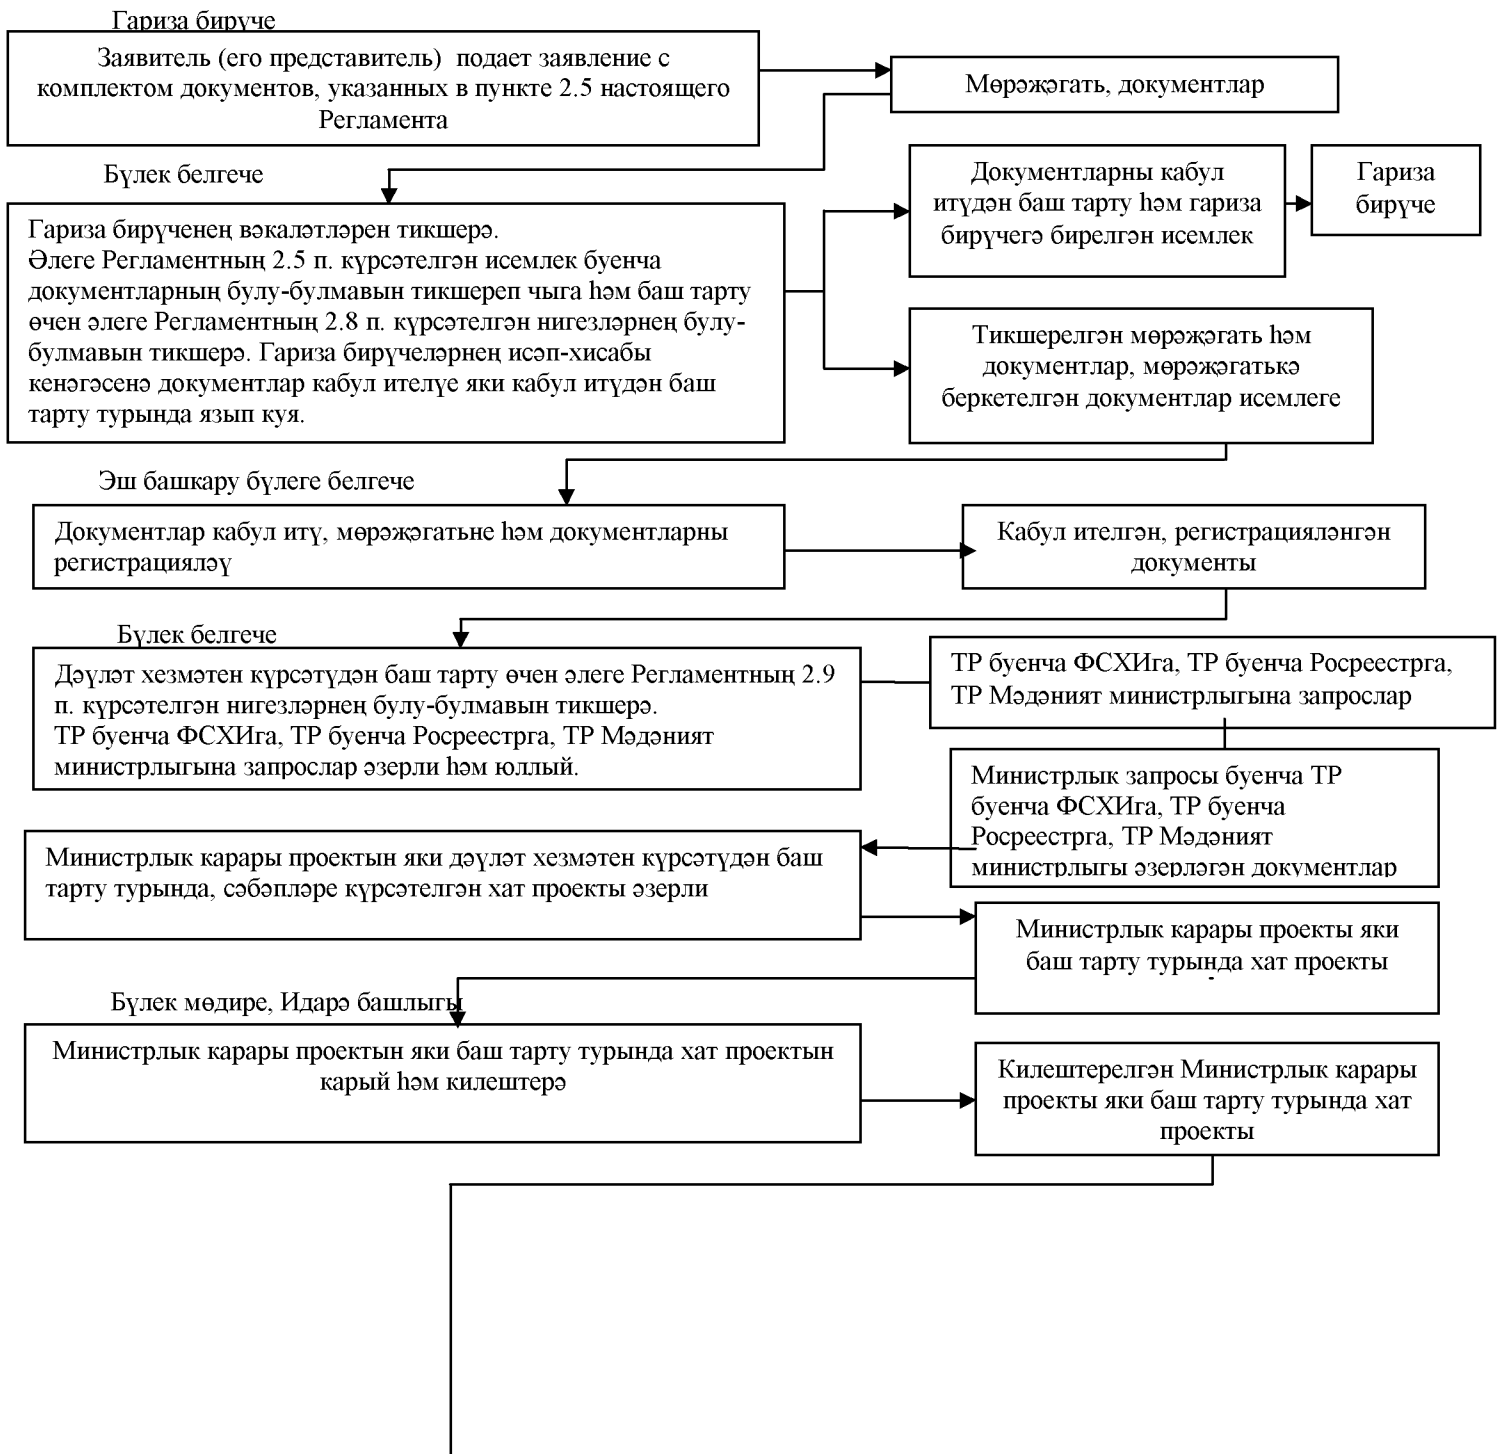 Гариза бирүче
Заявитель (его представитель) подает заявление с
комплектом документов, указанных в пункте 2.5 настоящего
Регламента
Мөрәҗәгать, документлар
Бүлек белгече
Гариза бирүченең вәкаләтләрен тикшерә.
Әлеге Регламентның 2.5 п. күрсәтелгән исемлек буенча
документларның булу-булмавын тикшереп чыга һәм баш тарту
өчен әлеге Регламентның 2.8 п. күрсәтелгән нигезләрнең булу-
булмавын тикшерә. Гариза бирүчеләрнең исәп-хисабы
кенәгәсенә документлар кабул ителүе яки кабул итүдән баш
тарту турында язып куя.
Документларны кабул
итүдән баш тарту һәм гариза
бирүчегә бирелгән исемлек
Гариза
бирүче
Тикшерелгән мөрәҗәгать һәм
документлар, мөрәҗәгатькә
беркетелгән документлар исемлеге
Эш башкару бүлеге белгече
Документлар кабул итү, мөрәҗәгатьне һәм документларны
регистрацияләү
Кабул ителгән, регистрацияләнгән
документы
Бүлек белгече
Дәүләт хезмәтен күрсәтүдән баш тарту өчен әлеге Регламентның 2.9
п. күрсәтелгән нигезләрнең булу-булмавын тикшерә.
ТР буенча ФСХИга, ТР буенча Росреестрга, ТР Мәдәният
министрлыгына запрослар әзерли һәм юллый.
ТР буенча ФСХИга, ТР буенча Росреестрга,
ТР Мәдәният министрлыгына запрослар
Министрлык запросы буенча ТР
буенча ФСХИга, ТР буенча
Росреестрга, ТР Мәдәният
министрлыгы әзерләгән документлар
Министрлык карары проектын яки дәүләт хезмәтен күрсәтүдән баш
тарту турында, сәбәпләре күрсәтелгән хат проекты әзерли
Министрлык карары проекты яки
баш тарту турында хат проекты
Бүлек мөдире, Идарә башлыгы
Министрлык карары проектын яки баш тарту турында хат проектын
карый һәм килештерә
Килештерелгән Министрлык карары
проекты яки баш тарту турында хат
проекты